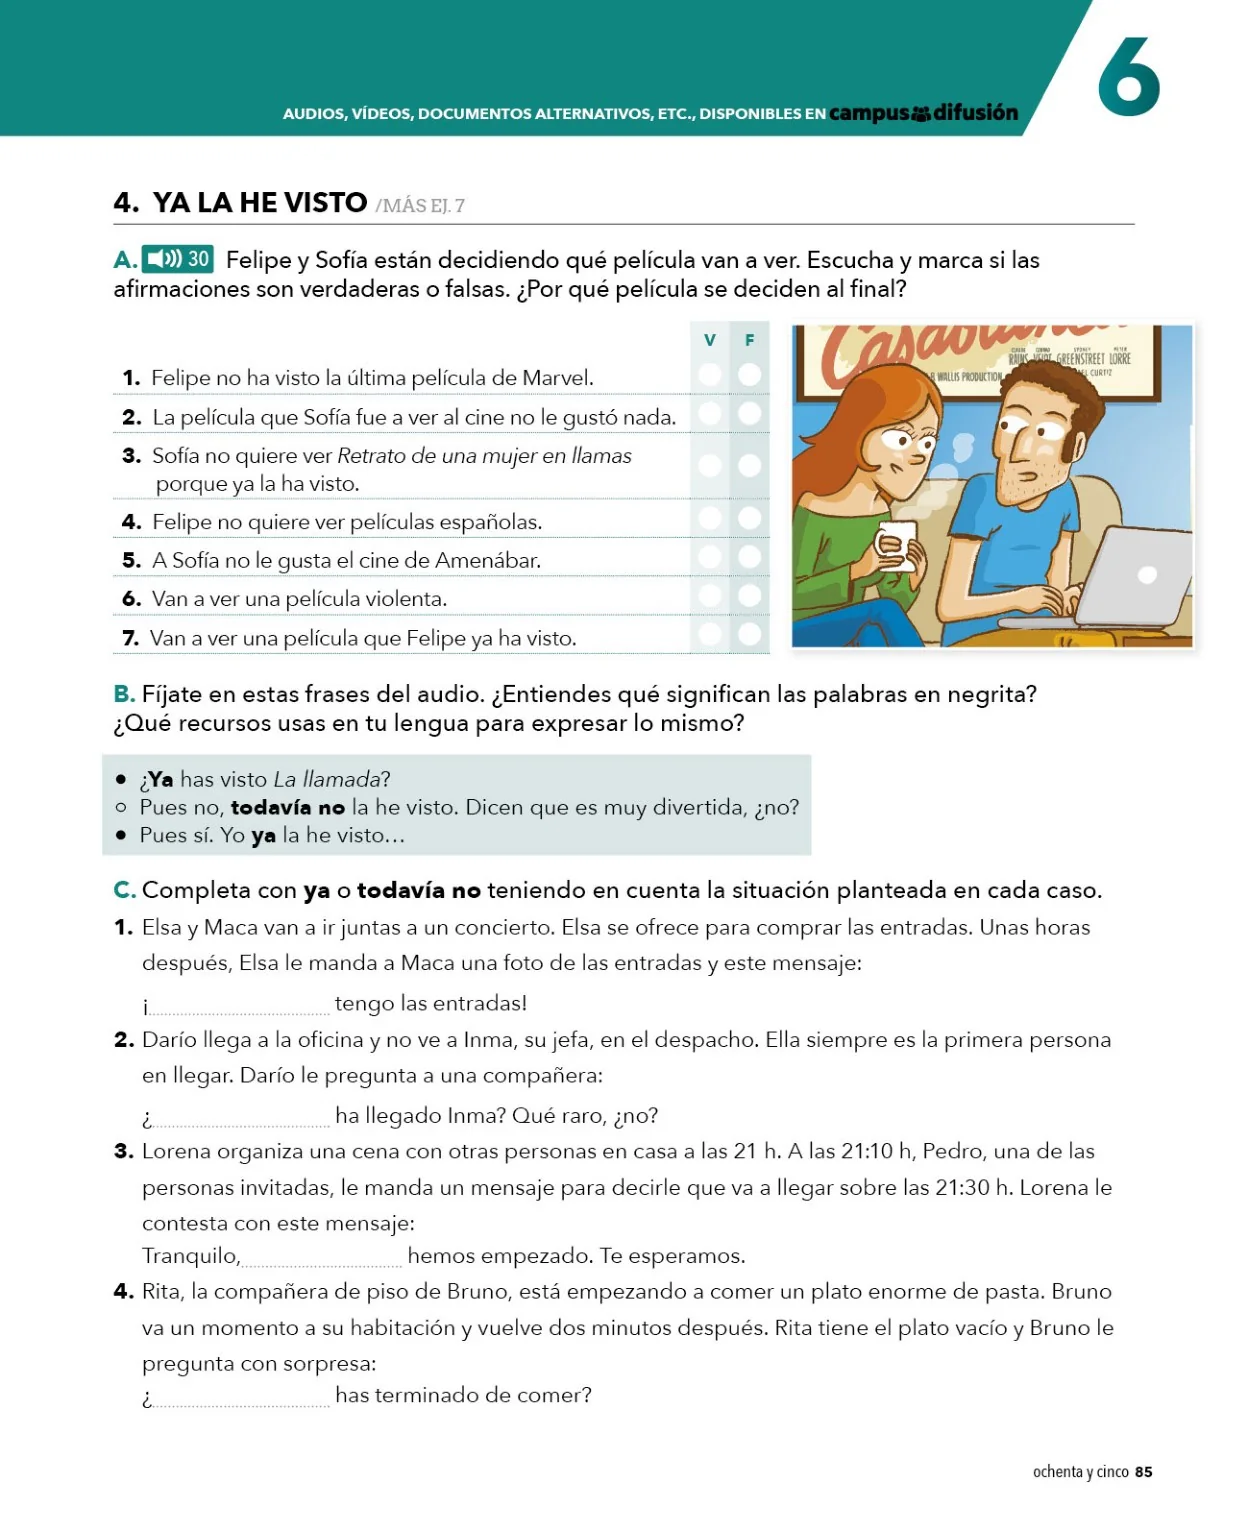 6
AUDIOS, VÍDEOS, DOCUMENTOS ALTERNATIVOS, ETC., DISPONIBLES EN campus difusión
4. YA LA HE VISTO /MÁS EJ. 7
A. 30 Felipe y Sofía están decidiendo qué película van a ver. Escucha y marca si las
afirmaciones son verdaderas o falsas. ¿Por qué película se deciden al final?
V F
1. Felipe no ha visto la última película de Marvel.
2. La película que Sofía fue a ver al cine no le gustó nada.
3. Sofía no quiere ver Retrato de una mujer en llamas
porque ya la ha visto.
4. Felipe no quiere ver películas españolas.
5. A Sofía no le gusta el cine de Amenábar.
6. Van a ver una película violenta.
7. Van a ver una película que Felipe ya ha visto.
RAINS GREENSTREET LORRE
WALLIS PRODUCTION
B. Fíjate en estas frases del audio. ¿Entiendes qué significan las palabras en negrita?
¿Qué recursos usas en tu lengua para expresar lo mismo?
• ¿Ya has visto La llamada?
○ Pues no, todavía no la he visto. Dicen que es muy divertida, ¿no?
• Pues sí. Yo ya la he visto...
C. Completa con ya o todavía no teniendo en cuenta la situación planteada en cada caso.
1. Elsa y Maca van a ir juntas a un concierto. Elsa se ofrece para comprar las entradas. Unas horas
después, Elsa le manda a Maca una foto de las entradas y este mensaje:
¡ tengo las entradas!
2. Darío llega a la oficina y no ve a Inma, su jefa, en el despacho. Ella siempre es la primera persona
en llegar. Darío le pregunta a una compañera:
¿ ha llegado Inma? Qué raro, ¿no?
3. Lorena organiza una cena con otras personas en casa a las 21 h. A las 21:10 h, Pedro, una de las
personas invitadas, le manda un mensaje para decirle que va a llegar sobre las 21:30 h. Lorena le
contesta con este mensaje:
Tranquilo, hemos empezado. Te esperamos.
4. Rita, la compañera de piso de Bruno, está empezando a comer un plato enorme de pasta. Bruno
va un momento a su habitación y vuelve dos minutos después. Rita tiene el plato vacío y Bruno le
pregunta con sorpresa:
¿ has terminado de comer?
ochenta y cinco 85